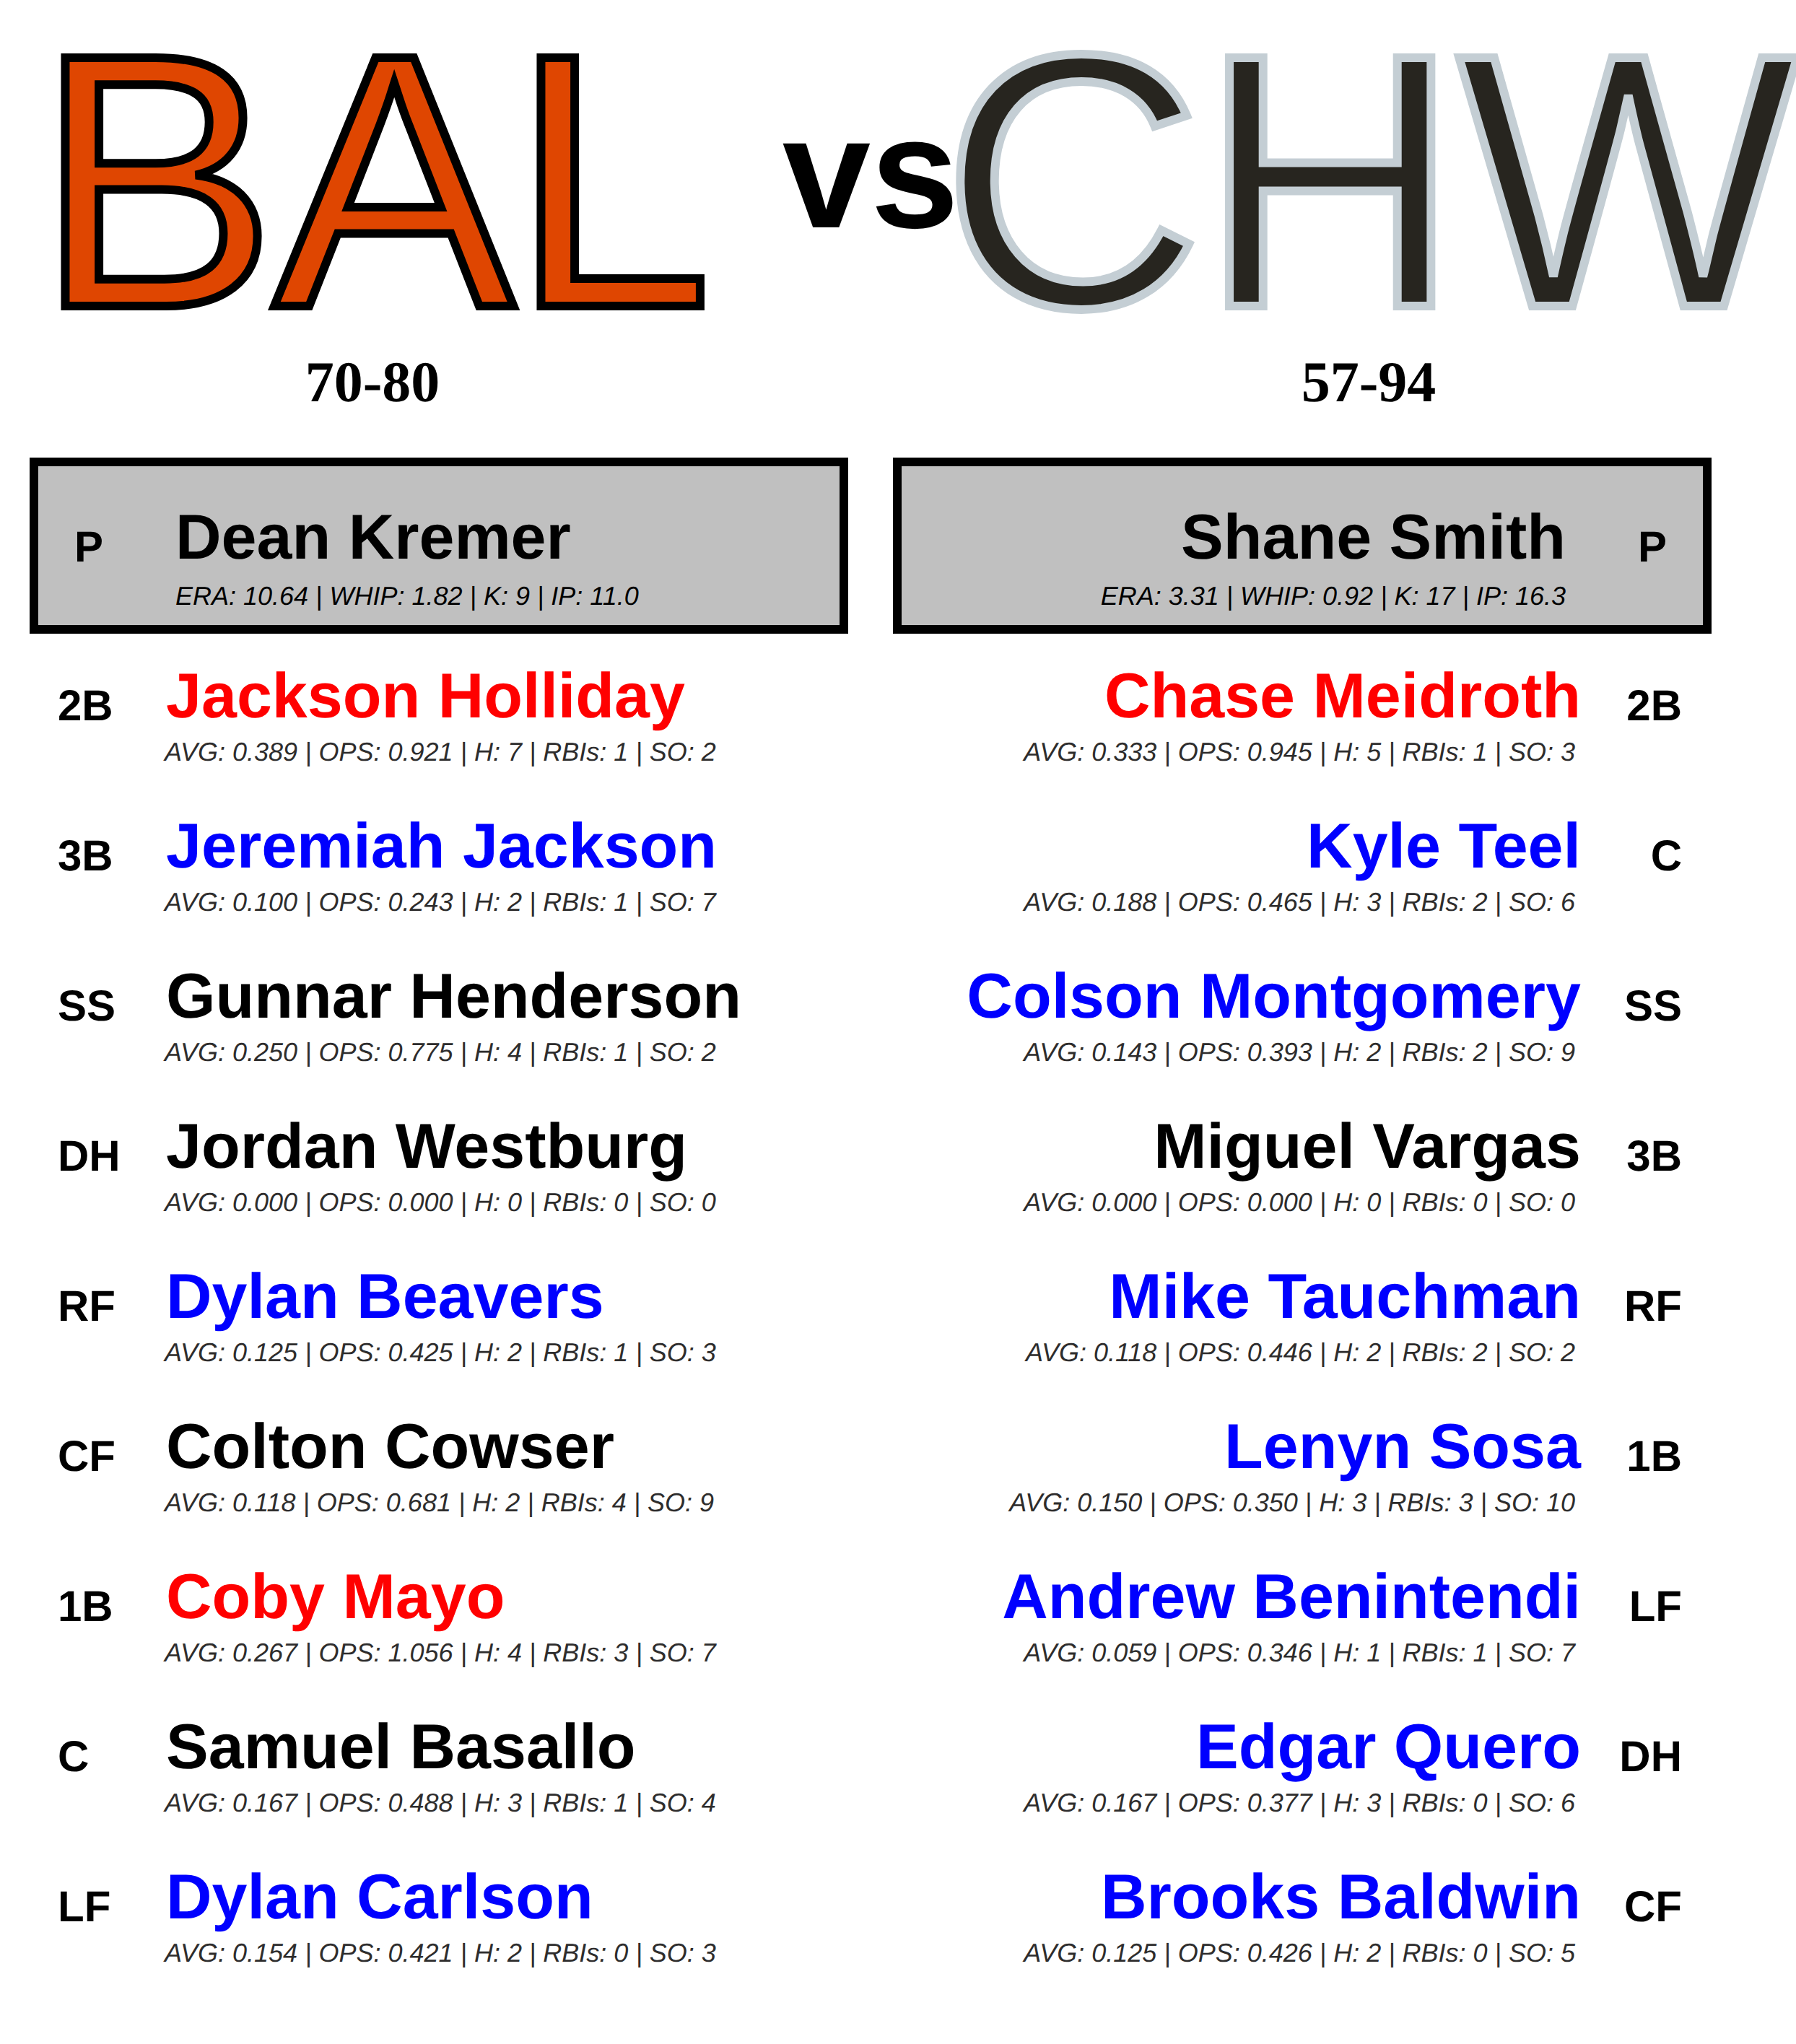 BAL vs CHW
70-80 57-94
P Dean Kremer Shane Smith P
ERA: 10.64 | WHIP: 1.82 | K: 9 | IP: 11.0 ERA: 3.31 | WHIP: 0.92 | K: 17 | IP: 16.3
2B Jackson Holliday Chase Meidroth 2B
AVG: 0.389 | OPS: 0.921 | H: 7 | RBIs: 1 | SO: 2 AVG: 0.333 | OPS: 0.945 | H: 5 | RBIs: 1 | SO: 3
3B Jeremiah Jackson Kyle Teel C
AVG: 0.100 | OPS: 0.243 | H: 2 | RBIs: 1 | SO: 7 AVG: 0.188 | OPS: 0.465 | H: 3 | RBIs: 2 | SO: 6
SS Gunnar Henderson Colson Montgomery SS
AVG: 0.250 | OPS: 0.775 | H: 4 | RBIs: 1 | SO: 2 AVG: 0.143 | OPS: 0.393 | H: 2 | RBIs: 2 | SO: 9
DH Jordan Westburg Miguel Vargas 3B
AVG: 0.000 | OPS: 0.000 | H: 0 | RBIs: 0 | SO: 0 AVG: 0.000 | OPS: 0.000 | H: 0 | RBIs: 0 | SO: 0
RF Dylan Beavers Mike Tauchman RF
AVG: 0.125 | OPS: 0.425 | H: 2 | RBIs: 1 | SO: 3 AVG: 0.118 | OPS: 0.446 | H: 2 | RBIs: 2 | SO: 2
CF Colton Cowser Lenyn Sosa 1B
AVG: 0.118 | OPS: 0.681 | H: 2 | RBIs: 4 | SO: 9 AVG: 0.150 | OPS: 0.350 | H: 3 | RBIs: 3 | SO: 10
1B Coby Mayo Andrew Benintendi LF
AVG: 0.267 | OPS: 1.056 | H: 4 | RBIs: 3 | SO: 7 AVG: 0.059 | OPS: 0.346 | H: 1 | RBIs: 1 | SO: 7
C Samuel Basallo Edgar Quero DH
AVG: 0.167 | OPS: 0.488 | H: 3 | RBIs: 1 | SO: 4 AVG: 0.167 | OPS: 0.377 | H: 3 | RBIs: 0 | SO: 6
LF Dylan Carlson Brooks Baldwin CF
AVG: 0.154 | OPS: 0.421 | H: 2 | RBIs: 0 | SO: 3 AVG: 0.125 | OPS: 0.426 | H: 2 | RBIs: 0 | SO: 5